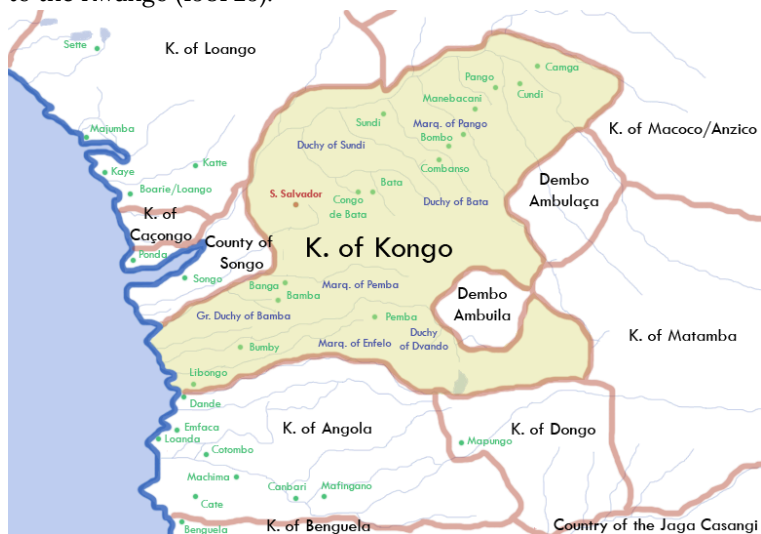 K. of Loango
Sette
Camga
Pango
Cundi
Manebacani
Sundi
Marq. of Pango
K. of Macoco/Anzico
Majumba
Bombo
Duchy of Sundi
Katte
Combanso
Kaye
Dembo
Ambulaça
Boarie/Loango
S. Salvador
Bata
Congo
de Bata
Duchy of Bata
K. of
Caçongo
County of
Songo
K. of Kongo
Ponda
Songo
Banga
Marq. of Pemba
Bamba
Dembo
Ambuila
Gr. Duchy of Bamba
Pemba
Duchy
of Dvando
K. of Matamba
Bumby
Marq. of Enfelo
Libongo
Dande
Emfaca
K. of Angola
K. of Dongo
Loanda
Mapungo
Cotombo
Machima
Canbari
Mafingano
Cate
Benguela
K. of Benguela
Country of the Jaga Casangi